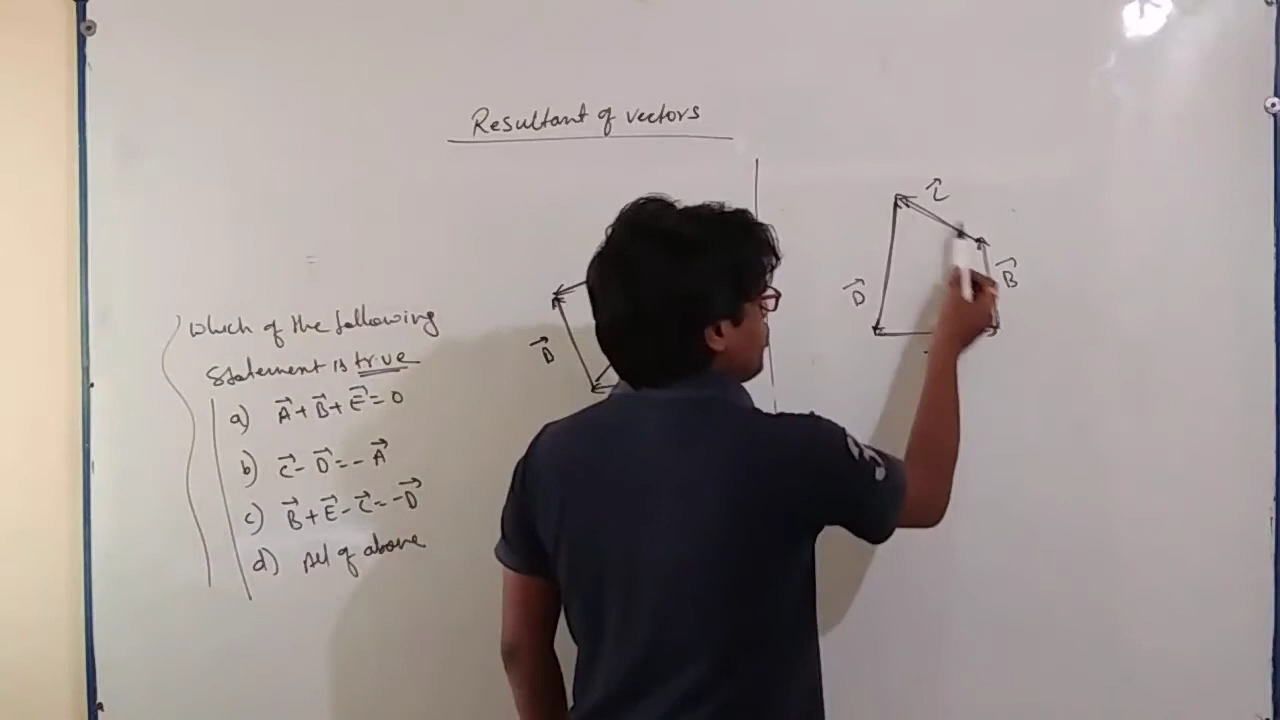 Resultant of vectors
which of the following
statement is true
a) A⃗ + B⃗ + E⃗ = 0
b) C⃗ - D⃗ = - A⃗
c) B⃗ + E⃗ - C⃗ = - D⃗
d) All of above
D⃗
C⃗
B⃗
D⃗